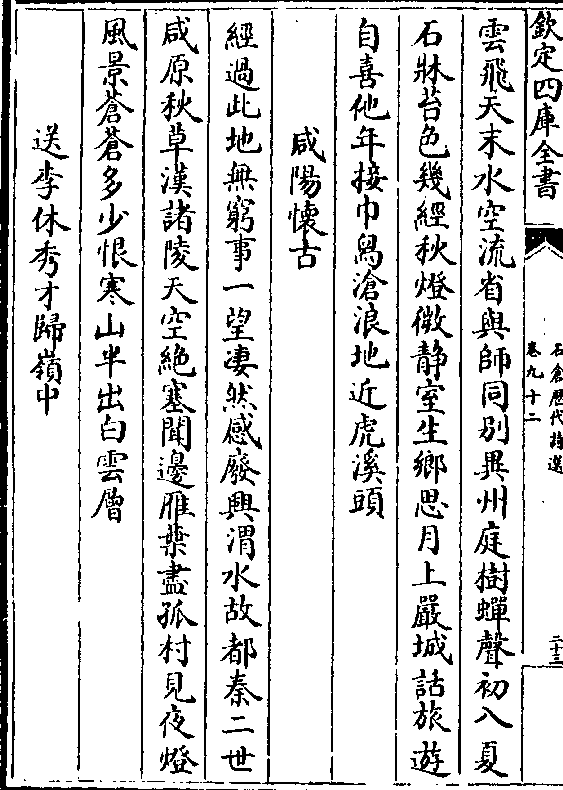 欽定四庫全書
石倉歷代詩選
卷九十二
二十三
雲飛天末水空流省與師同別異州庭樹蟬聲初入夏
石牀苔色幾經秋燈微靜室生鄉思月上嚴城話旅遊
自喜他年接巾舄滄浪地近虎溪頭
咸陽懷古
經過此地無窮事一望凄然感廢興渭水故都秦二世
咸原秋草漢諸陵天空絶塞聞邊雁葉盡孤村見夜燈
風景蒼蒼多少恨寒山半出白雲層
送李休秀才歸嶺中